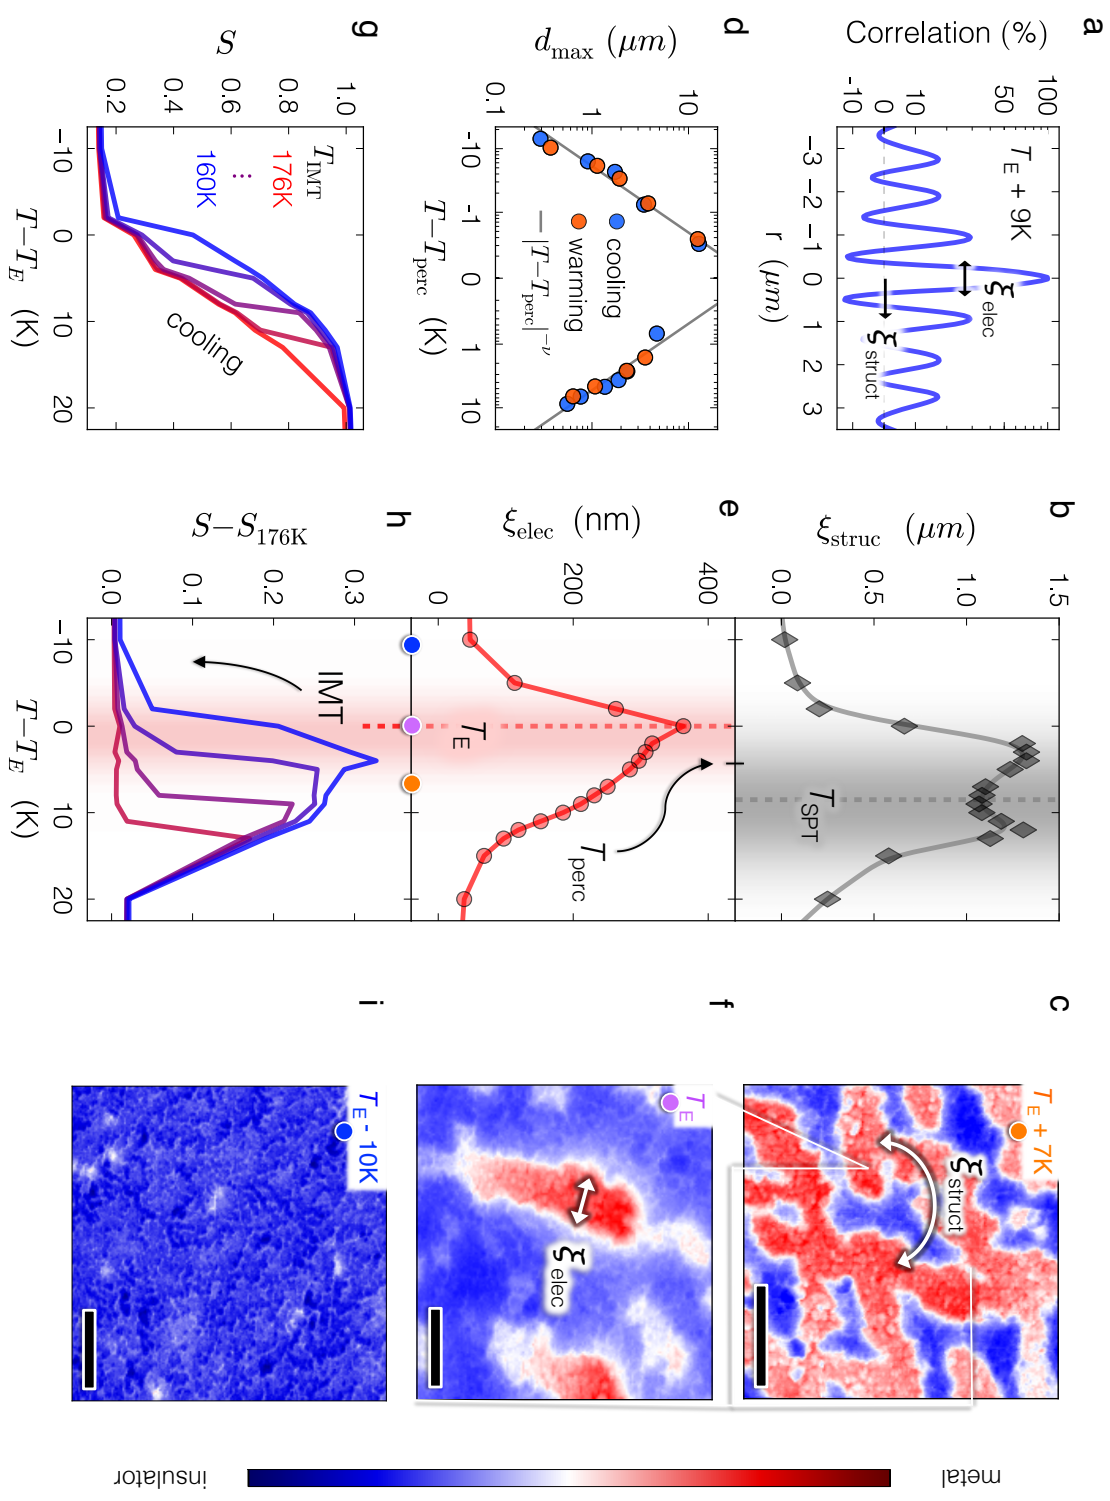 a
Correlation (%)
-10
0
10
50
100
T_E + 9K
ξ_elec
ξ_struct
-3
-2
-1
0
1
2
3
r (μm)
b
ξ_struc (μm)
0.0
0.5
1.0
1.5
T_SPT
c
T_E + 7K
ξ_struct
d
d_max (μm)
0.1
1
10
cooling
warming
|T−T_perc|^−ν
-10
-1
0
1
10
T−T_perc (K)
e
ξ_elec (nm)
0
200
400
T_E
T_perc
f
T_E
ξ_elec
g
S
0.2
0.4
0.6
0.8
1.0
T_IMT
176K
...
160K
cooling
−10
0
10
20
T−T_E (K)
h
S−S_176K
0.0
0.1
0.2
0.3
IMT
−10
0
10
20
T−T_E (K)
i
T_E - 10K
insulator
metal